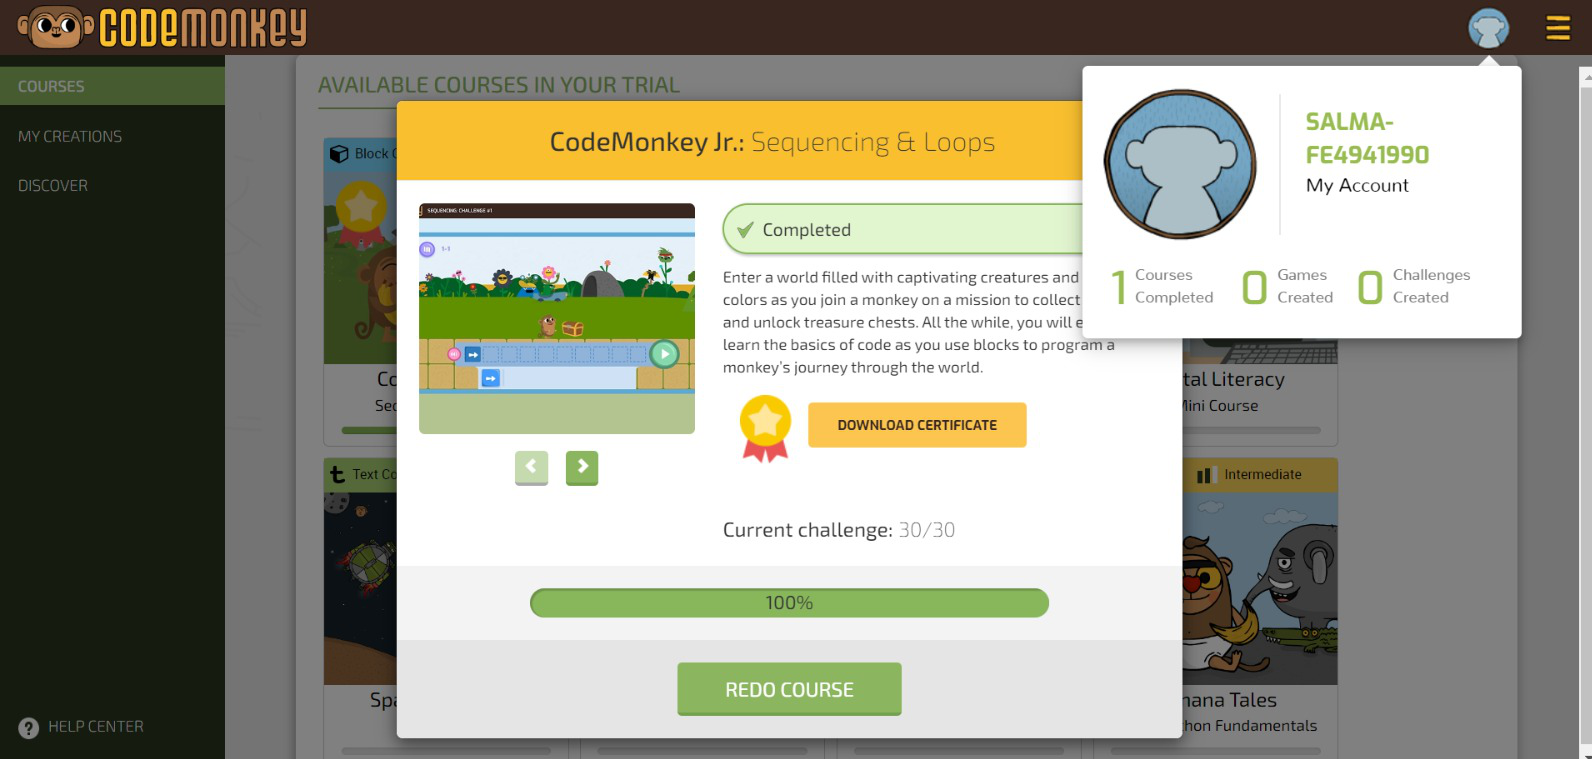 CODEMONKEY
COURSES
MY CREATIONS
DISCOVER
HELP CENTER
AVAILABLE COURSES IN YOUR TRIAL
Block
CodeMonkey Jr.: Sequencing & Loops
SEQUENCING: CHALLENGE #1
1-1
Completed
Enter a world filled with captivating creatures and
colors as you join a monkey on a mission to collect
and unlock treasure chests. All the while, you will e
learn the basics of code as you use blocks to program a
monkey's journey through the world.
DOWNLOAD CERTIFICATE
Current challenge: 30/30
100%
REDO COURSE
SALMA-
FE4941990
My Account
1 Courses Completed
0 Games Created
0 Challenges Created
Co
Seq
tal Literacy
Mini Course
Text Co
Intermediate
Spa
nana Tales
hon Fundamentals